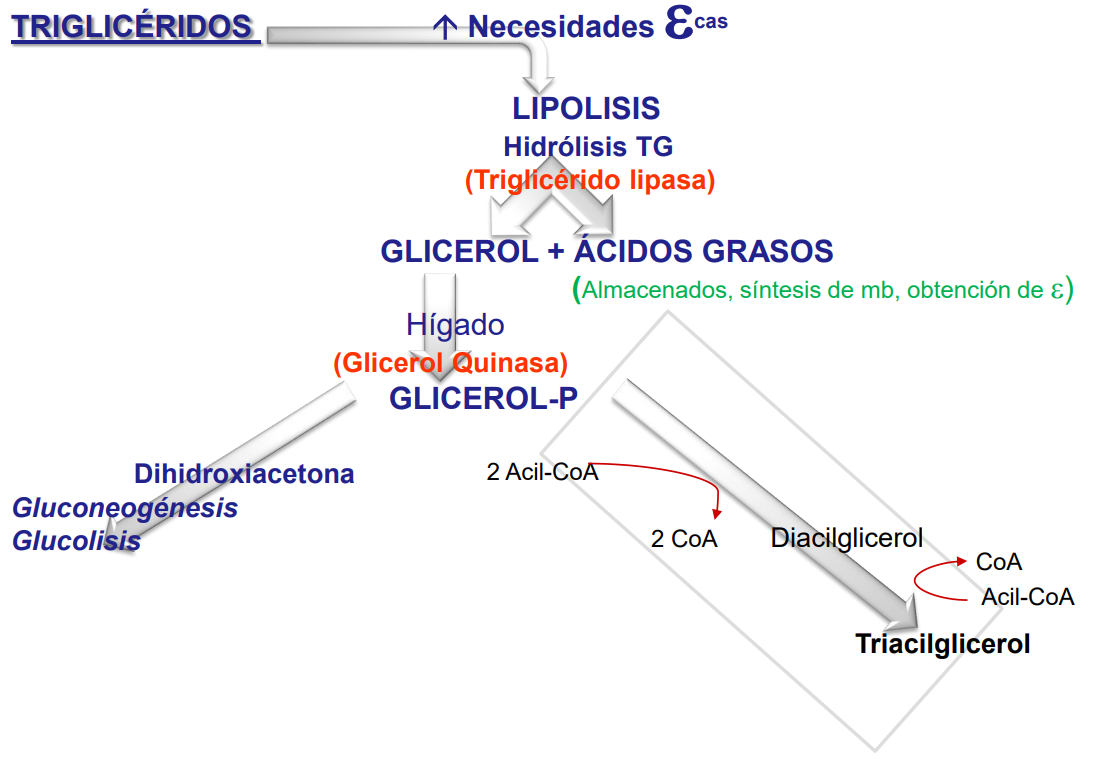 TRIGLICÉRIDOS
↑ Necesidades Ɛcas
LIPOLISIS
Hidrólisis TG
(Triglicérido lipasa)
GLICEROL + ÁCIDOS GRASOS
(Almacenados, síntesis de mb, obtención de ε)
Hígado
(Glicerol Quinasa)
GLICEROL-P
Dihidroxiacetona
Gluconeogénesis
Glucolisis
2 Acil-CoA
2 CoA
Diacilglicerol
CoA
Acil-CoA
Triacilglicerol